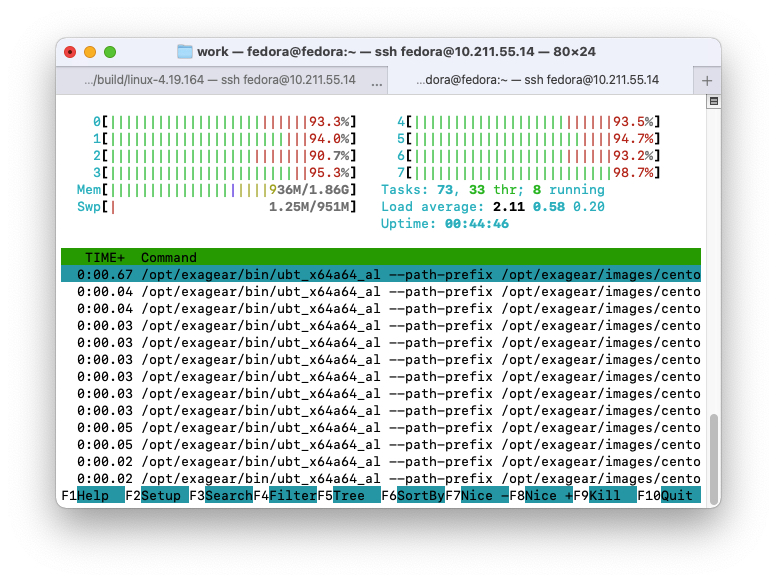 work — fedora@fedora:~ — ssh fedora@10.211.55.14 — 80×24
.../build/linux-4.19.164 — ssh fedora@10.211.55.14 ... ...dora@fedora:~ — ssh fedora@10.211.55.14 +
0[||||||||||||||||||||||||||93.3%] 4[||||||||||||||||||||||||||93.5%]
1[||||||||||||||||||||||||||94.0%] 5[||||||||||||||||||||||||||94.7%]
2[||||||||||||||||||||||||||90.7%] 6[||||||||||||||||||||||||||93.2%]
3[||||||||||||||||||||||||||95.3%] 7[||||||||||||||||||||||||||98.7%]
Mem[||||||||||||||||||||936M/1.86G] Tasks: 73, 33 thr; 8 running
Swp[| 1.25M/951M] Load average: 2.11 0.58 0.20
Uptime: 00:44:46
TIME+ Command
0:00.67 /opt/exagear/bin/ubt_x64a64_al --path-prefix /opt/exagear/images/cento
0:00.04 /opt/exagear/bin/ubt_x64a64_al --path-prefix /opt/exagear/images/cento
0:00.04 /opt/exagear/bin/ubt_x64a64_al --path-prefix /opt/exagear/images/cento
0:00.03 /opt/exagear/bin/ubt_x64a64_al --path-prefix /opt/exagear/images/cento
0:00.03 /opt/exagear/bin/ubt_x64a64_al --path-prefix /opt/exagear/images/cento
0:00.03 /opt/exagear/bin/ubt_x64a64_al --path-prefix /opt/exagear/images/cento
0:00.03 /opt/exagear/bin/ubt_x64a64_al --path-prefix /opt/exagear/images/cento
0:00.03 /opt/exagear/bin/ubt_x64a64_al --path-prefix /opt/exagear/images/cento
0:00.03 /opt/exagear/bin/ubt_x64a64_al --path-prefix /opt/exagear/images/cento
0:00.05 /opt/exagear/bin/ubt_x64a64_al --path-prefix /opt/exagear/images/cento
0:00.05 /opt/exagear/bin/ubt_x64a64_al --path-prefix /opt/exagear/images/cento
0:00.02 /opt/exagear/bin/ubt_x64a64_al --path-prefix /opt/exagear/images/cento
0:00.02 /opt/exagear/bin/ubt_x64a64_al --path-prefix /opt/exagear/images/cento
F1Help F2Setup F3SearchF4FilterF5Tree F6SortByF7Nice -F8Nice +F9Kill F10Quit